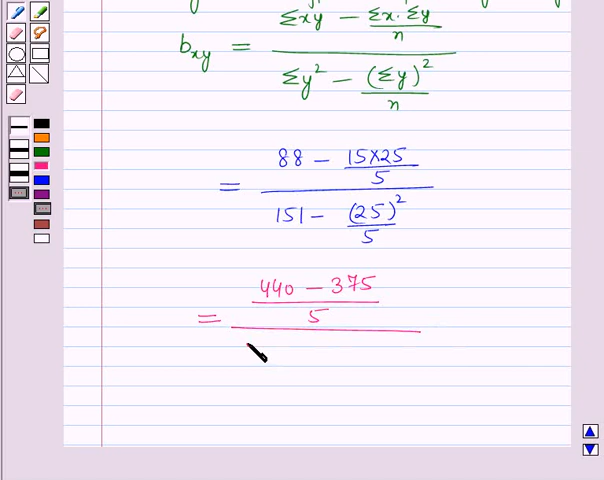 b_xy = (Σxy − (Σx·Σy)/n) / (Σy² − (Σy)²/n)
= (88 − (15×25)/5) / (151 − (25)²/5)
= ((440 − 375)/5) /